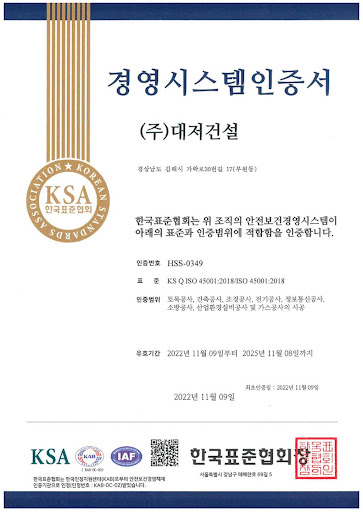 경영시스템인증서
(주)대저건설
경상남도 김해시 가락로30번길 17(부원동)
KOREAN STANDARDS ASSOCIATION
KSA
한국표준협회
한국표준협회는 위 조직의 안전보건경영시스템이
아래의 표준과 인증범위에 적합함을 인증합니다.
인증번호 HSS-0349
표 준 KS Q ISO 45001:2018/ISO 45001:2018
인증범위 토목공사, 건축공사, 조경공사, 전기공사, 정보통신공사,
소방공사, 산업환경설비공사 및 가스공사의 시공
유효기간 2022년 11월 09일부터 2025년 11월 08일까지
최초인증일 : 2022년 11월 09일
2022년 11월 09일
KSA KAB IAF 한국표준협회장
서울특별시 강남구 테헤란로 69길 5
한국표준협회는 한국인정지원센터(KAB)로부터 안전보건경영체제
인증기관으로 인정(인정번호 : KAB-OC-02)받았습니다.